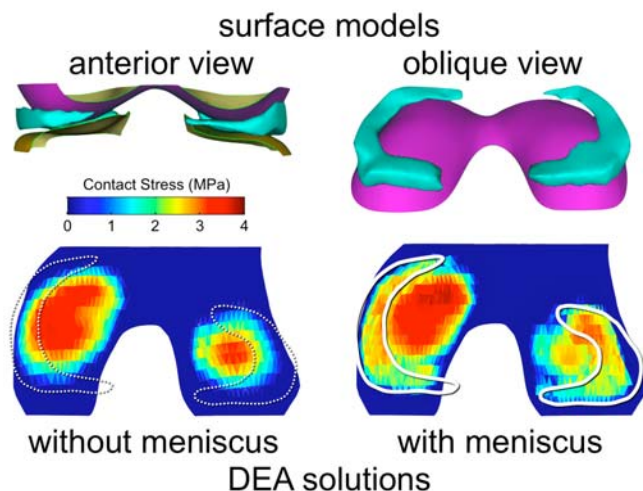 surface models
anterior view
oblique view
Contact Stress (MPa)
0 1 2 3 4
without meniscus
with meniscus
DEA solutions